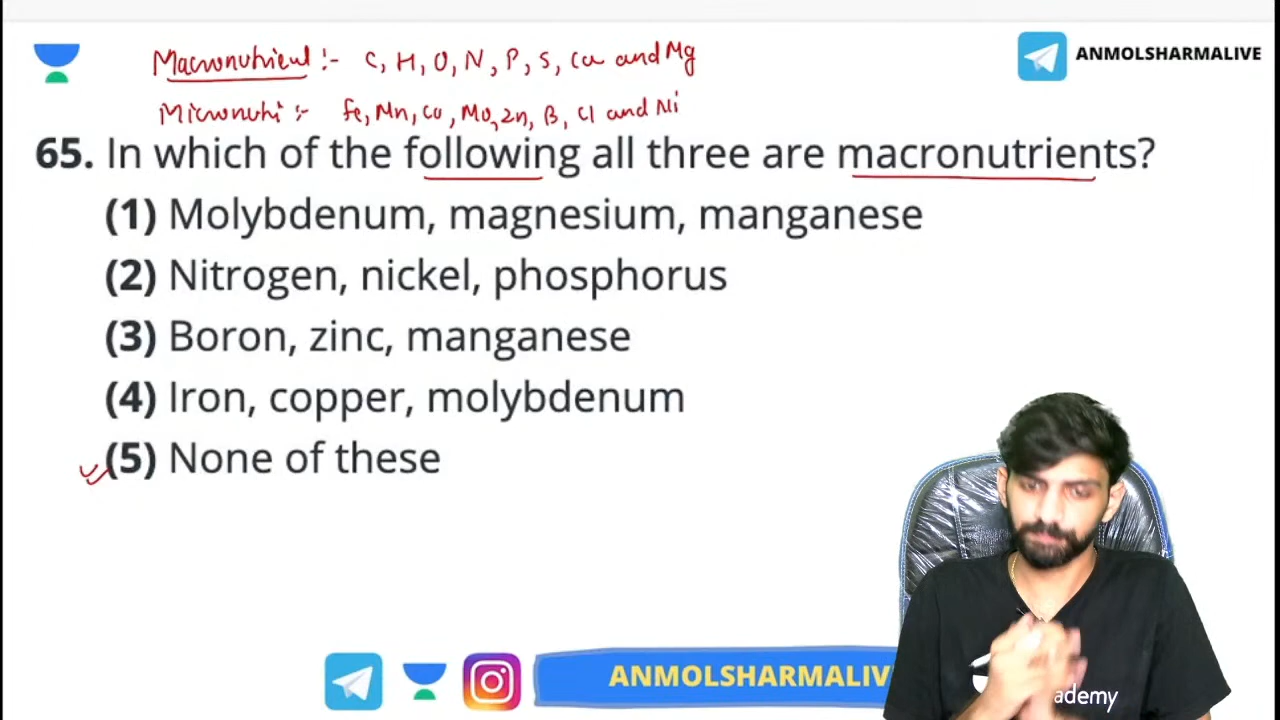 Macronutrient :- C, H, O, N, P, S, Ca and Mg
ANMOLSHARMALIVE
Micronutri :- Fe, Mn, Cu, Mo, Zn, B, Cl and Ni
65. In which of the following all three are macronutrients?
(1) Molybdenum, magnesium, manganese
(2) Nitrogen, nickel, phosphorus
(3) Boron, zinc, manganese
(4) Iron, copper, molybdenum
(5) None of these
ANMOLSHARMALIV
ademy